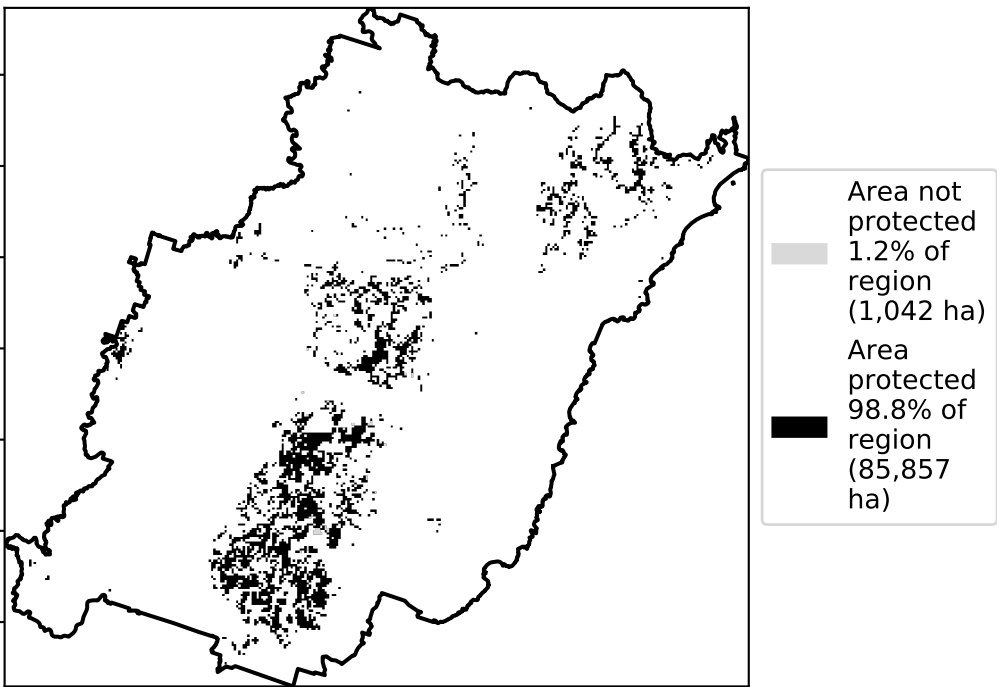 Area not
protected
1.2% of
region
(1,042 ha)
Area
protected
98.8% of
region
(85,857
ha)